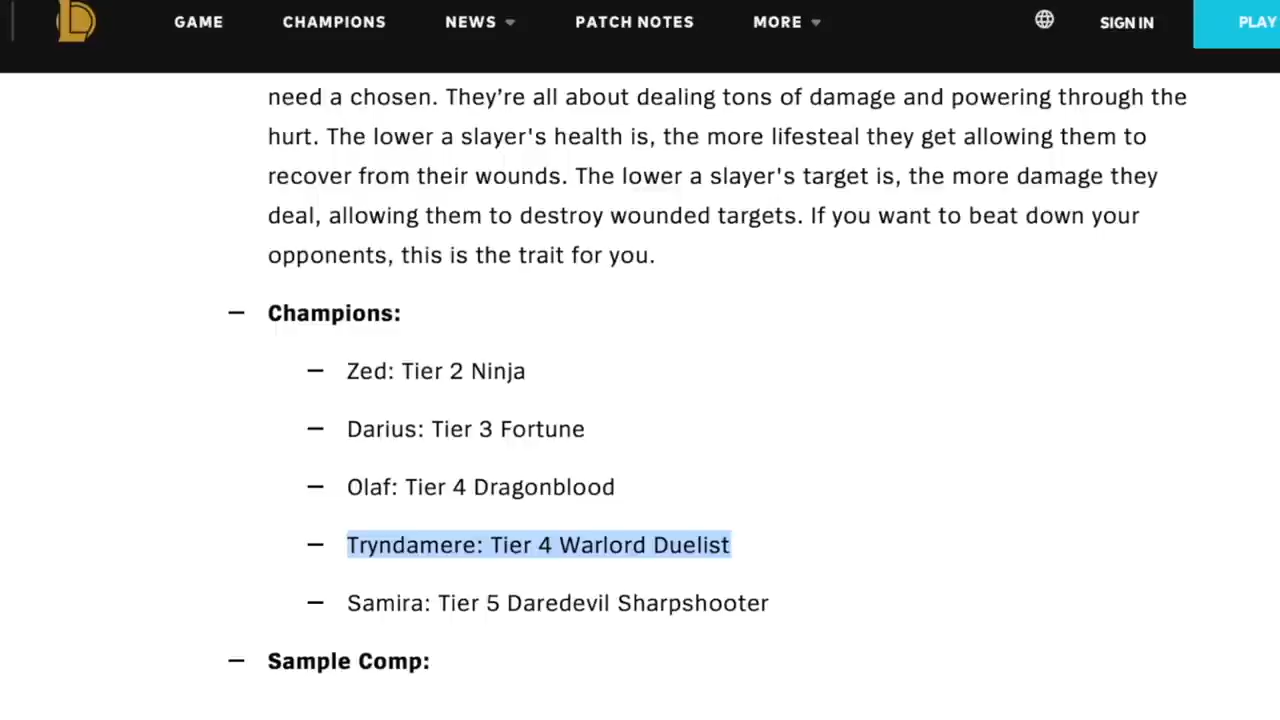 GAME CHAMPIONS NEWS PATCH NOTES MORE SIGN IN PLAY
need a chosen. They're all about dealing tons of damage and powering through the
hurt. The lower a slayer's health is, the more lifesteal they get allowing them to
recover from their wounds. The lower a slayer's target is, the more damage they
deal, allowing them to destroy wounded targets. If you want to beat down your
opponents, this is the trait for you.
— Champions:
— Zed: Tier 2 Ninja
— Darius: Tier 3 Fortune
— Olaf: Tier 4 Dragonblood
— Tryndamere: Tier 4 Warlord Duelist
— Samira: Tier 5 Daredevil Sharpshooter
— Sample Comp: